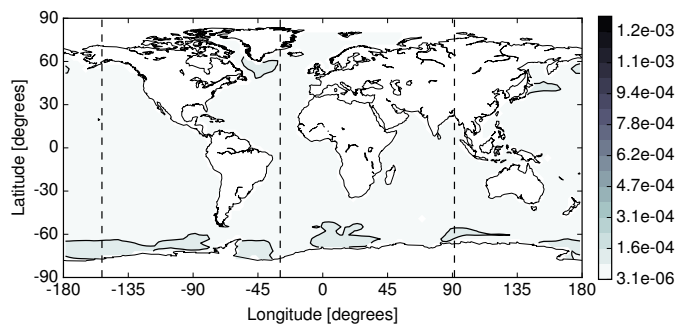 90
60
30
0
-30
-60
-90
Latitude [degrees]
-180 -135 -90 -45 0 45 90 135 180
Longitude [degrees]
1.2e-03
1.1e-03
9.4e-04
7.8e-04
6.2e-04
4.7e-04
3.1e-04
1.6e-04
3.1e-06